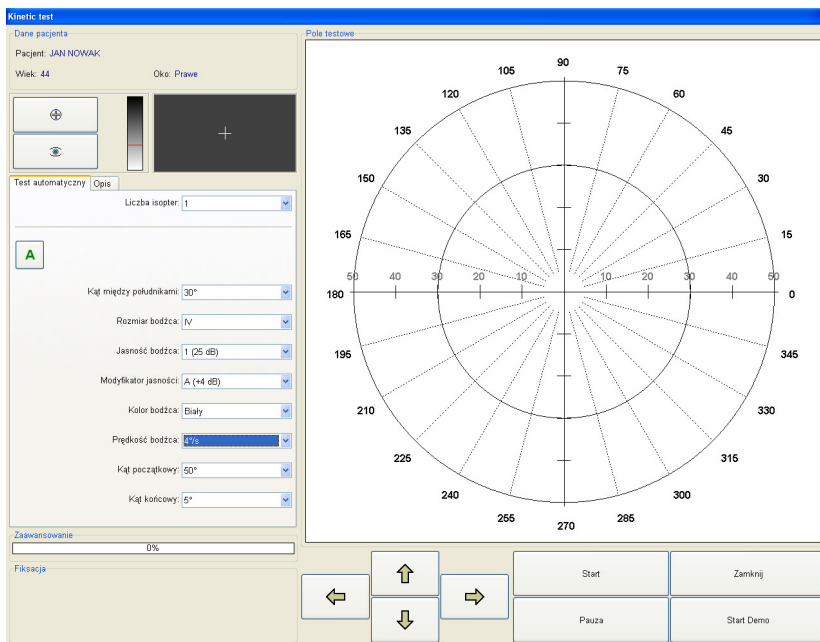 Kinetic test
Dane pacjenta
Pacjent: JAN NOWAK
Wiek: 44 Oko: Prawe
Test automatyczny Opis
Liczba isopter: 1
A
Kąt między południkami: 30°
Rozmiar bodźca: IV
Jasność bodźca: 1 (25 dB)
Modyfikator jasności: A (+4 dB)
Kolor bodźca: Biały
Prędkość bodźca: 4°/s
Kąt początkowy: 50°
Kąt końcowy: 5°
Zaawansowanie
0%
Fiksacja
Pole testowe
90
105 75
120 60
135 45
150 30
165 15
50 40 30 20 10 10 20 30 40 50
180 0
195 345
210 330
225 315
240 300
255 285
270
Start Zamknij
Pauza Start Demo